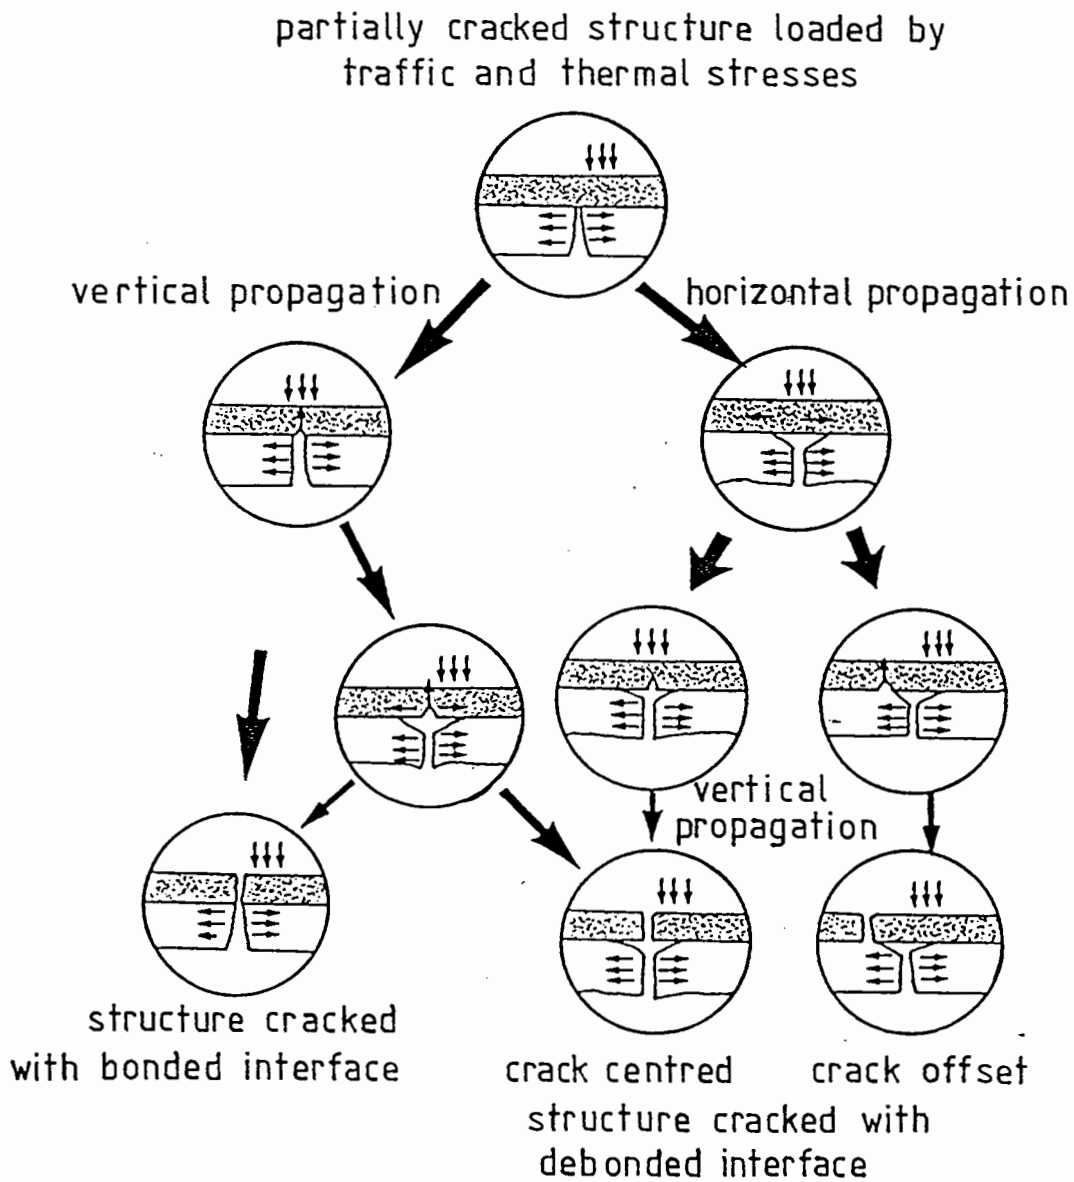 partially cracked structure loaded by
traffic and thermal stresses
vertical propagation
horizontal propagation
vertical
propagation
structure cracked
with bonded interface
crack centred
crack offset
structure cracked with
debonded interface